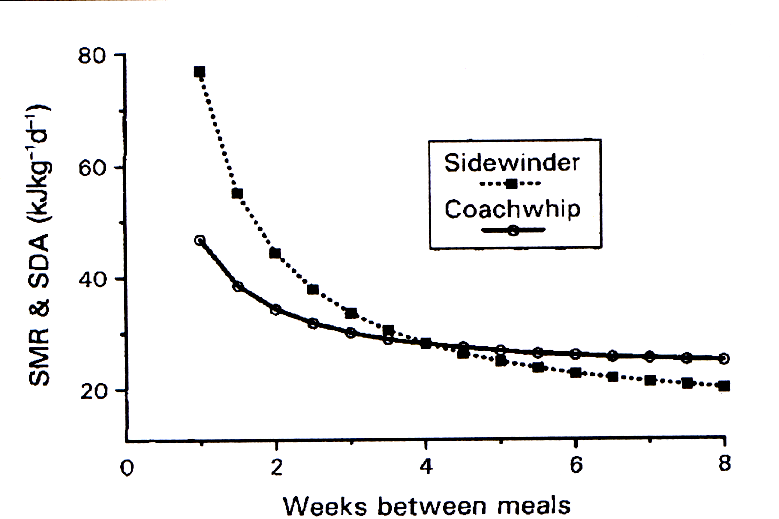 80
60
40
20
SMR & SDA (kJkg⁻¹d⁻¹)
Sidewinder
Coachwhip
0 2 4 6 8
Weeks between meals